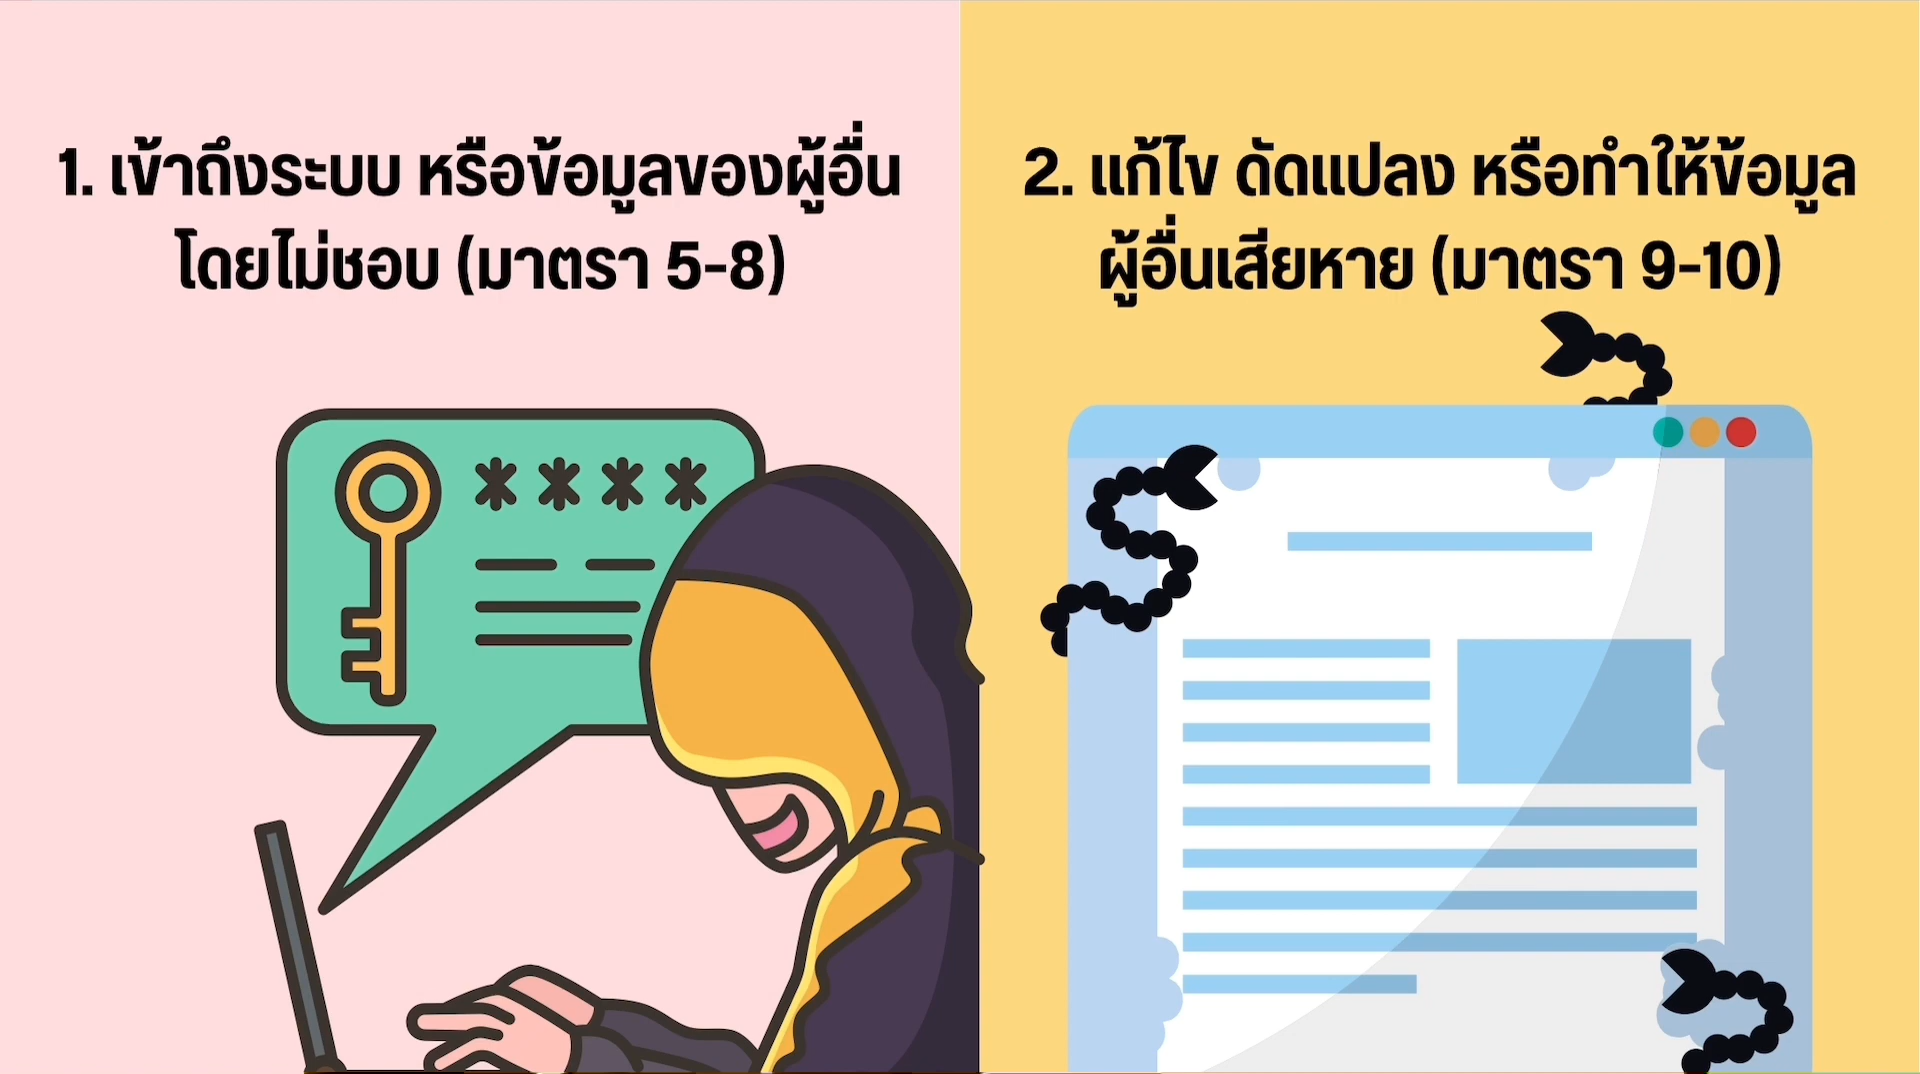 1. เข้าถึงระบบ หรือข้อมูลของผู้อื่น
โดยไม่ชอบ (มาตรา 5-8)
2. แก้ไข ดัดแปลง หรือทำให้ข้อมูล
ผู้อื่นเสียหาย (มาตรา 9-10)
****